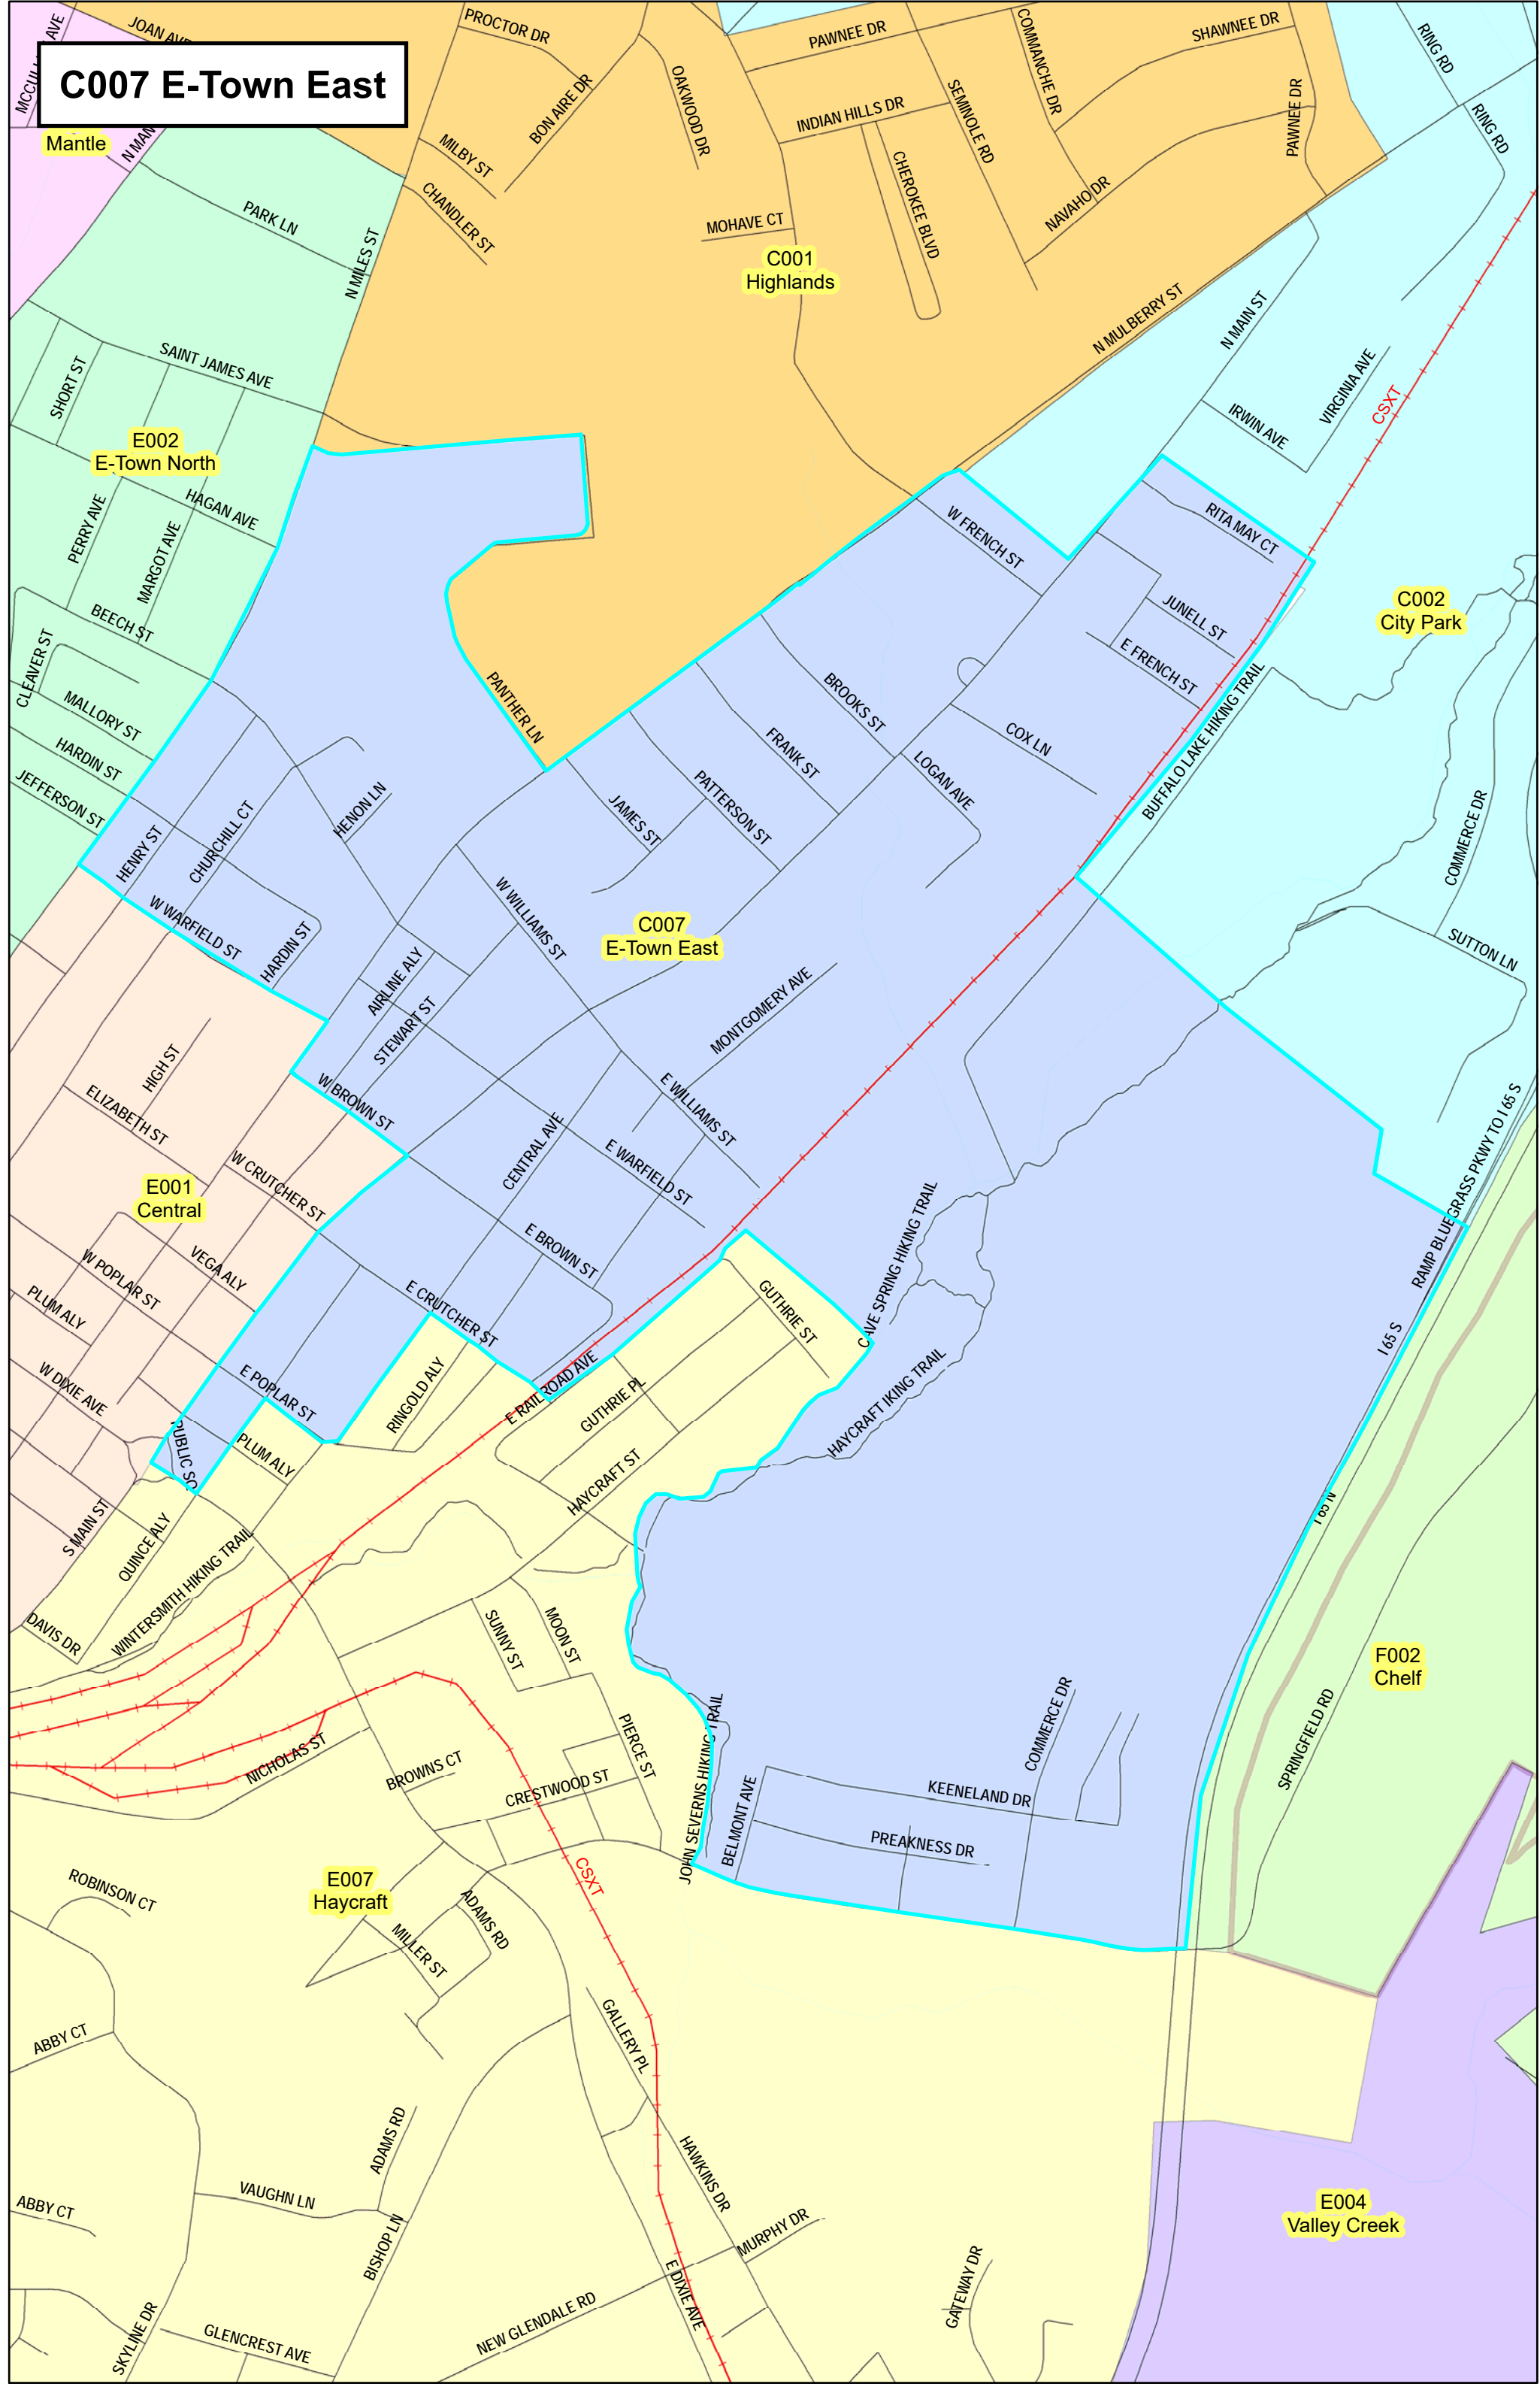 C007 E-Town East
JOAN AVE
Mantle
PROCTOR DR
BON AIRE DR
OAKWOOD DR
PAWNEE DR
COMMANCHE DR
SHAWNEE DR
RING RD
RING RD
MILBY ST
CHANDLER ST
INDIAN HILLS DR
SEMINOLE RD
CHEROKEE BLVD
PAWNEE DR
NAVAHO DR
MOHAVE CT
C001
Highlands
PARK LN
N MILES ST
N MULBERRY ST
N MAIN ST
VIRGINIA AVE
IRWIN AVE
CSXT
SAINT JAMES AVE
SHORT ST
E002
E-Town North
HAGAN AVE
PERRY AVE
MARGOT AVE
BEECH ST
CLEAVER ST
MALLORY ST
HARDIN ST
JEFFERSON ST
W FRENCH ST
RITA MAY CT
JUNELL ST
E FRENCH ST
C002
City Park
BUFFALO LAKE HIKING TRAIL
PANTHER LN
BROOKS ST
FRANK ST
COX LN
LOGAN AVE
PATTERSON ST
JAMES ST
HENON LN
CHURCHILL CT
HENRY ST
COMMERCE DR
SUTTON LN
W WARFIELD ST
HARDIN ST
W WILLIAMS ST
C007
E-Town East
AIRLINE ALY
STEWART ST
MONTGOMERY AVE
HIGH ST
ELIZABETH ST
W BROWN ST
E WILLIAMS ST
CENTRAL AVE
E WARFIELD ST
RAMP BLUEGRASS PKWY TO I 65 S
E001
Central
W CRUTCHER ST
VEGA ALY
W POPLAR ST
PLUM ALY
E BROWN ST
E CRUTCHER ST
GUTHRIE ST
CAVE SPRING HIKING TRAIL
I 65 S
W DIXIE AVE
E POPLAR ST
RINGOLD ALY
E RAILROAD AVE
GUTHRIE PL
HAYCRAFT IKING TRAIL
PUBLIC SQ
PLUM ALY
HAYCRAFT ST
I 65 N
S MAIN ST
QUINCE ALY
WINTERSMITH HIKING TRAIL
DAVIS DR
SUNNY ST
MOON ST
F002
Chelf
SPRINGFIELD RD
PIERCE ST
JOHN SEVERNS HIKING TRAIL
COMMERCE DR
NICHOLAS ST
BROWNS CT
CRESTWOOD ST
BELMONT AVE
KEENELAND DR
PREAKNESS DR
CSXT
E007
Haycraft
ROBINSON CT
ADAMS RD
MILLER ST
ABBY CT
GALLERY PL
ADAMS RD
HAWKINS DR
VAUGHN LN
ABBY CT
BISHOP LN
MURPHY DR
E004
Valley Creek
GATEWAY DR
E DIXIE AVE
NEW GLENDALE RD
SKYLINE DR
GLENCREST AVE